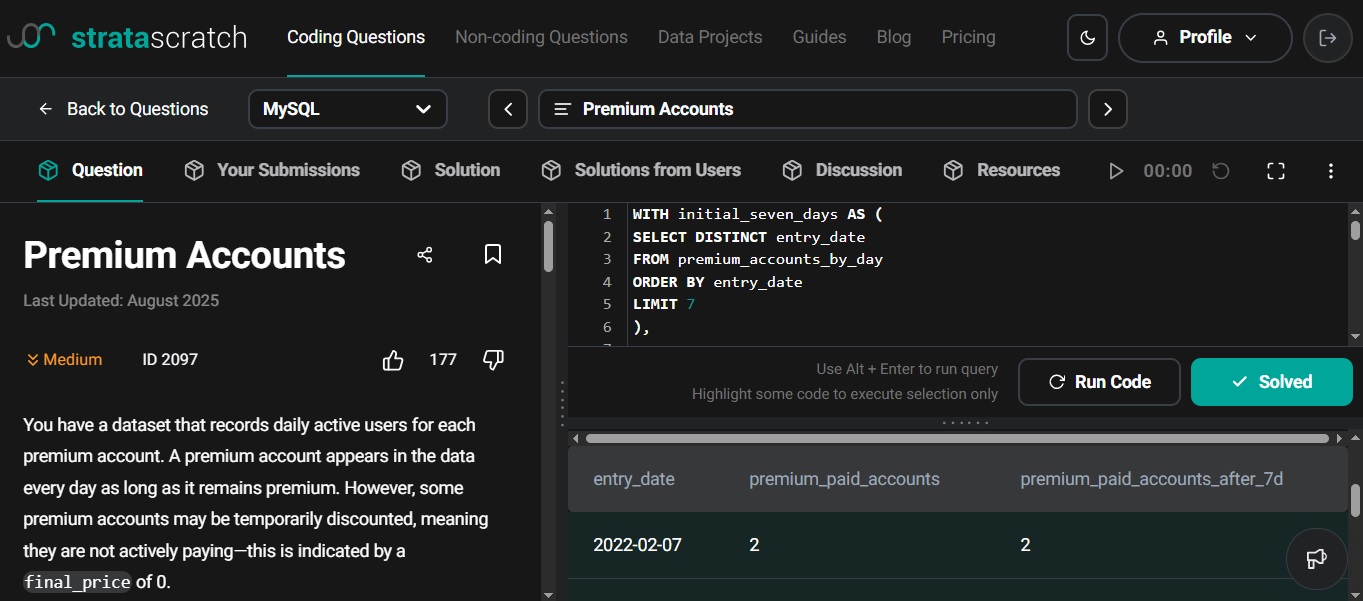 stratascratch
Coding Questions
Non-coding Questions
Data Projects
Guides
Blog
Pricing
Profile
Back to Questions
MySQL
Premium Accounts
Question
Your Submissions
Solution
Solutions from Users
Discussion
Resources
00:00
Premium Accounts
Last Updated: August 2025
Medium
ID 2097
177
You have a dataset that records daily active users for each
premium account. A premium account appears in the data
every day as long as it remains premium. However, some
premium accounts may be temporarily discounted, meaning
they are not actively paying—this is indicated by a
final_price of 0.
1 WITH initial_seven_days AS (
2 SELECT DISTINCT entry_date
3 FROM premium_accounts_by_day
4 ORDER BY entry_date
5 LIMIT 7
6 ),
Use Alt + Enter to run query
Highlight some code to execute selection only
Run Code
Solved
entry_date premium_paid_accounts premium_paid_accounts_after_7d
2022-02-07 2 2